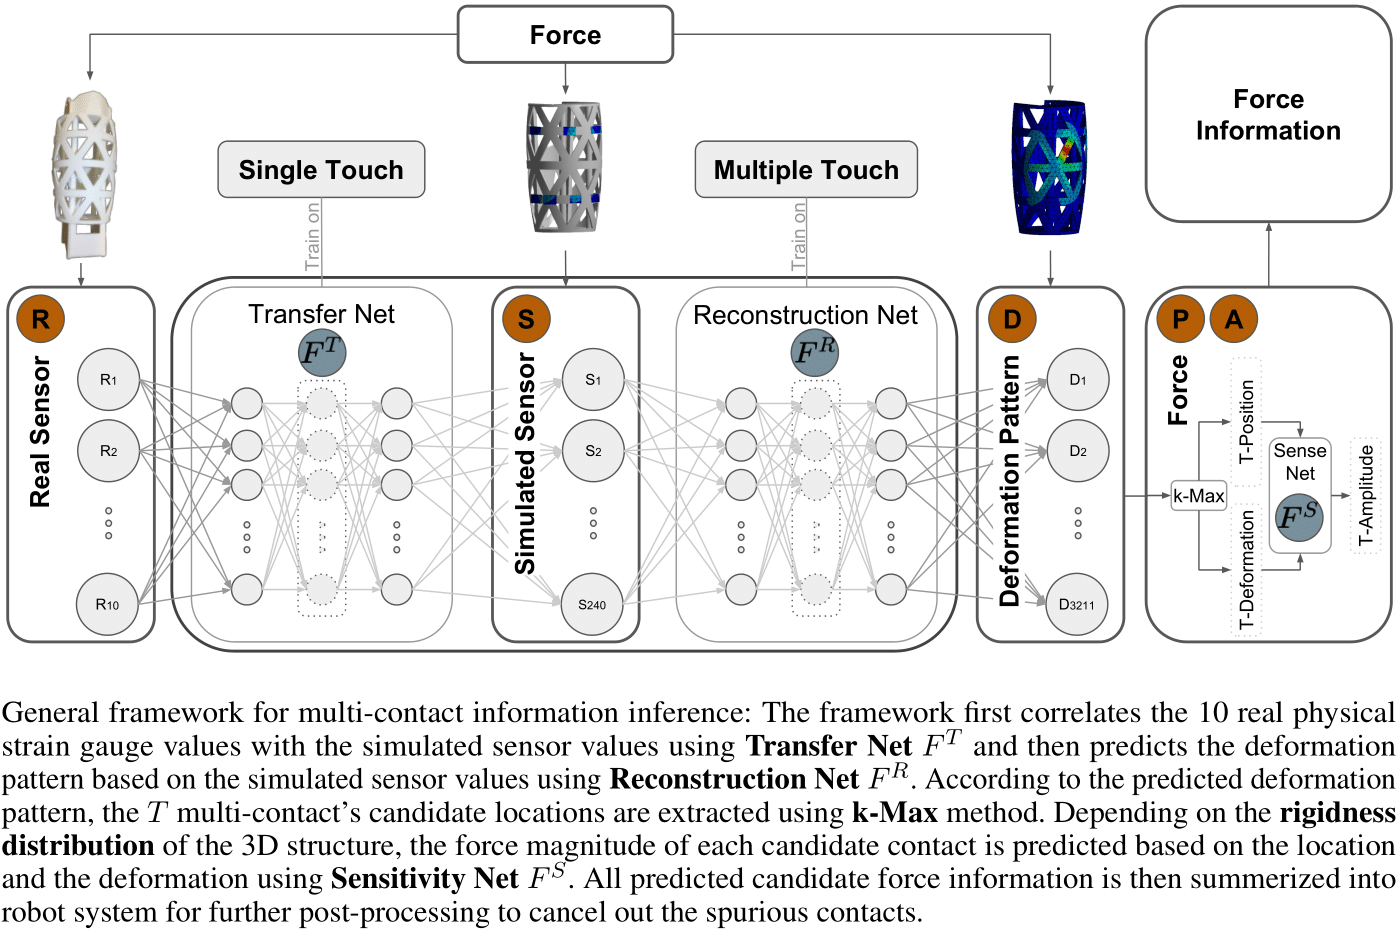 Force
Force
Information
Single Touch
Multiple Touch
Train on
Train on
R
Real Sensor
R1
R2
R10
Transfer Net
F^T
S
Simulated Sensor
S1
S2
S240
Reconstruction Net
F^R
D
Deformation Pattern
D1
D2
D3211
P
A
Force
k-Max
T-Position
T-Deformation
Sense
Net
F^S
T-Amplitude
General framework for multi-contact information inference: The framework first correlates the 10 real physical
strain gauge values with the simulated sensor values using Transfer Net F^T and then predicts the deformation
pattern based on the simulated sensor values using Reconstruction Net F^R. According to the predicted deformation
pattern, the T multi-contact's candidate locations are extracted using k-Max method. Depending on the rigidness
distribution of the 3D structure, the force magnitude of each candidate contact is predicted based on the location
and the deformation using Sensitivity Net F^S. All predicted candidate force information is then summerized into
robot system for further post-processing to cancel out the spurious contacts.